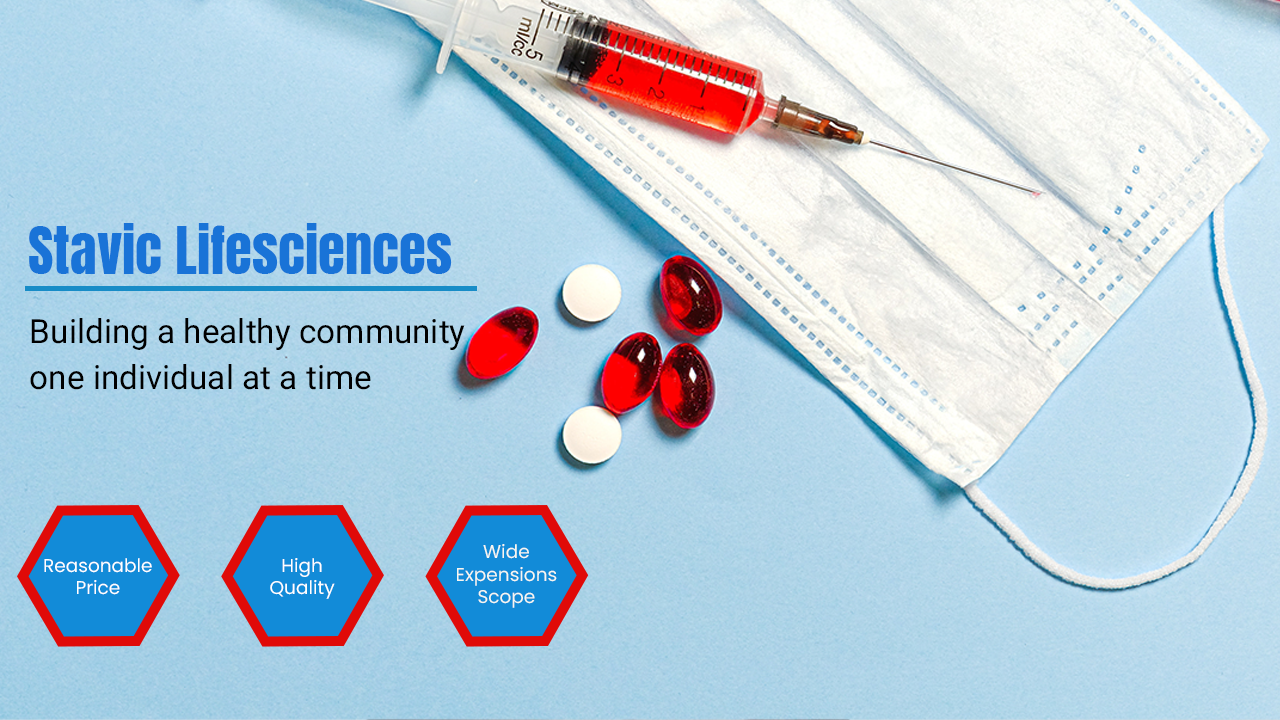 ml/cc
5
3
2
1
Stavic Lifesciences
Building a healthy community
one individual at a time
Reasonable
Price
High
Quality
Wide
Expensions
Scope